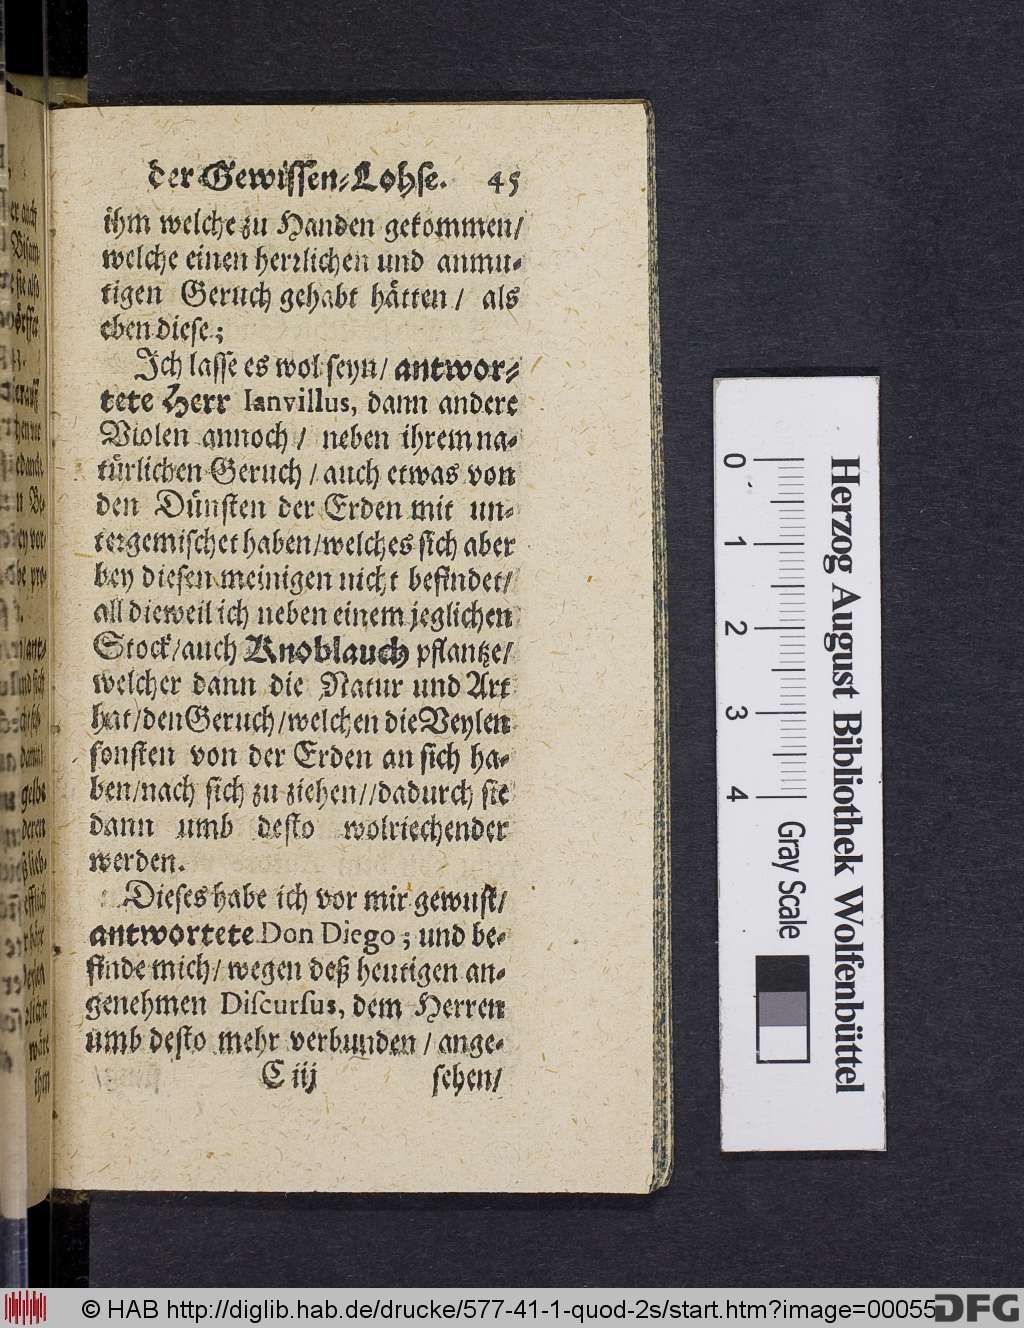 der Gewissen-Lohse. 45
ihm welche zu Handen gekommen/
welche einen herrlichen und anmu-
tigen Geruch gehabt hätten / als
eben diese;
Ich lasse es wol seyn/ antwor-
tete Herr Ianvillus, dann andere
Violen annoch / neben ihrem na-
türlichen Geruch / auch etwas von
den Dünsten der Erden mit un-
tergemischet haben/welches sich aber
bey diesen meinigen nicht befindet/
all dieweil ich neben einem jeglichen
Stock/auch Knoblauch pflantze/
welcher dann die Natur und Art
hat/den Geruch/welchen die Veylen
sonsten von der Erden an sich ha-
ben/nach sich zu ziehen//dadurch sie
dann umb desto wolriechender
werden.
Dieses habe ich vor mir gewust/
antwortete Don Diego; und be-
finde mich/ wegen deß heutigen an-
genehmen Discursus, dem Herren
umb desto mehr verbunden / ange-
C iij sehen/
Herzog August Bibliothek Wolfenbüttel
0 1 2 3 4 Gray Scale
© HAB http://diglib.hab.de/drucke/577-41-1-quod-2s/start.htm?image=00055
DFG